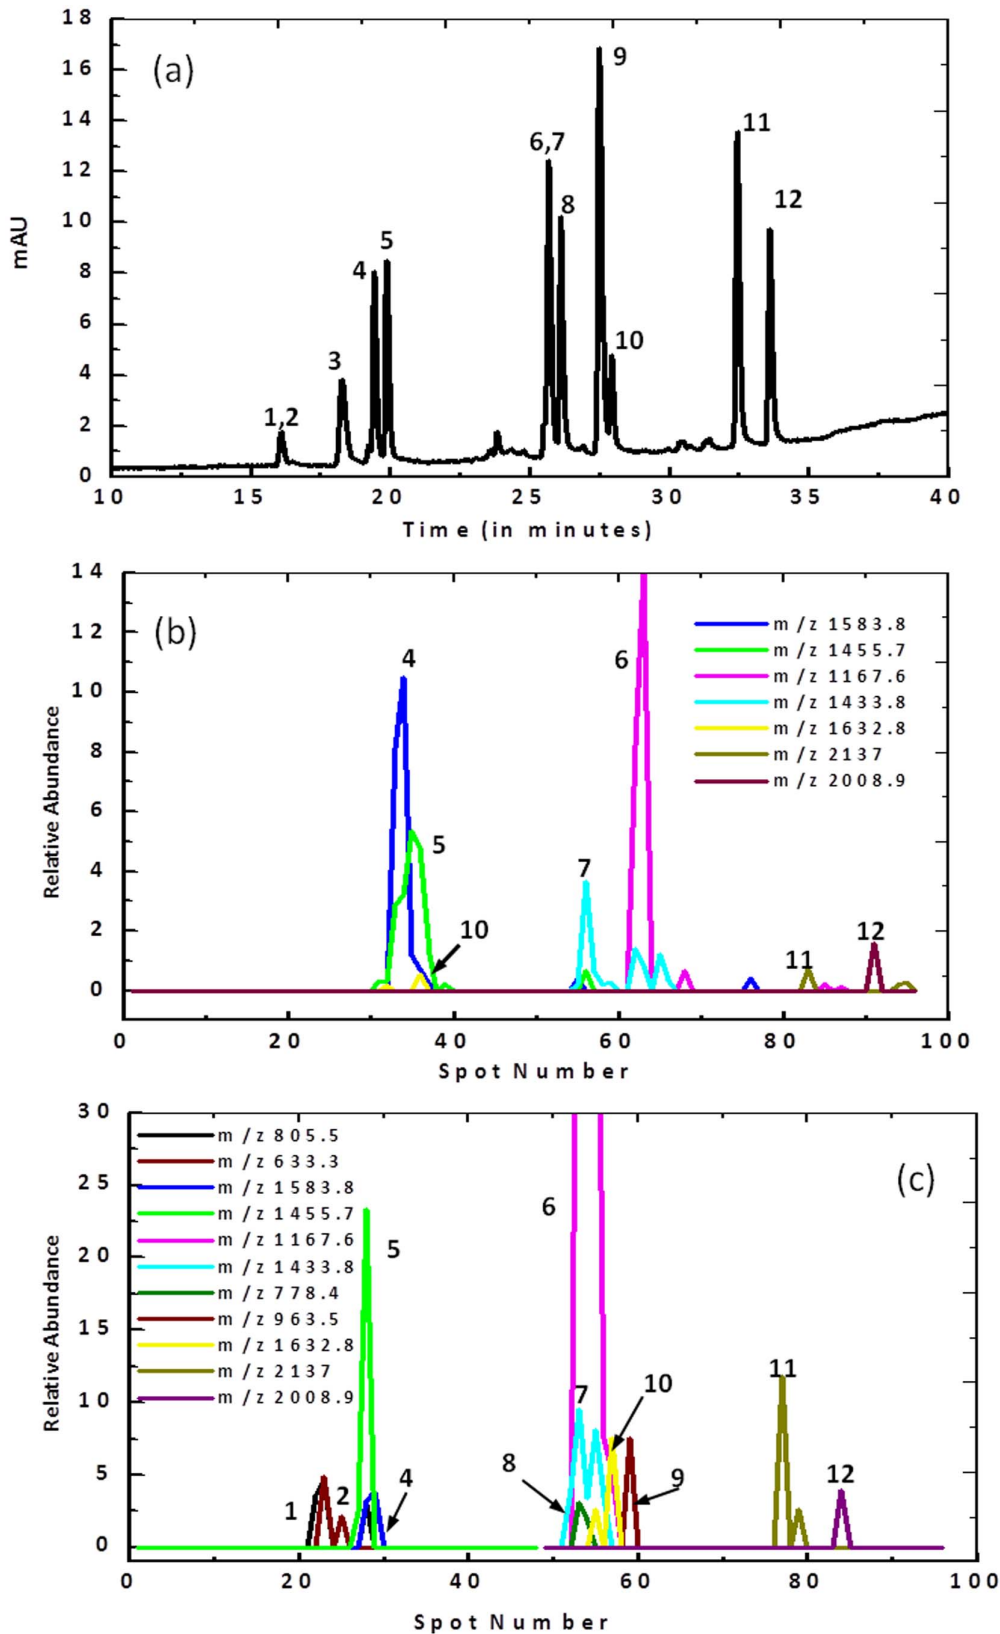 (a)
mAU
18
16
14
12
10
8
6
4
2
0
1,2
3
4
5
6,7
8
9
10
11
12
10 15 20 25 30 35 40
Time (in minutes)
(b)
Relative Abundance
14
12
10
8
6
4
2
0
4
5
10
7
6
11
12
m/z 1583.8
m/z 1455.7
m/z 1167.6
m/z 1433.8
m/z 1632.8
m/z 2137
m/z 2008.9
0 20 40 60 80 100
Spot Number
(c)
Relative Abundance
30
25
20
15
10
5
0
m/z 805.5
m/z 633.3
m/z 1583.8
m/z 1455.7
m/z 1167.6
m/z 1433.8
m/z 778.4
m/z 963.5
m/z 1632.8
m/z 2137
m/z 2008.9
1
2
5
4
6
7
8
10
9
11
12
0 20 40 60 80 100
Spot Number